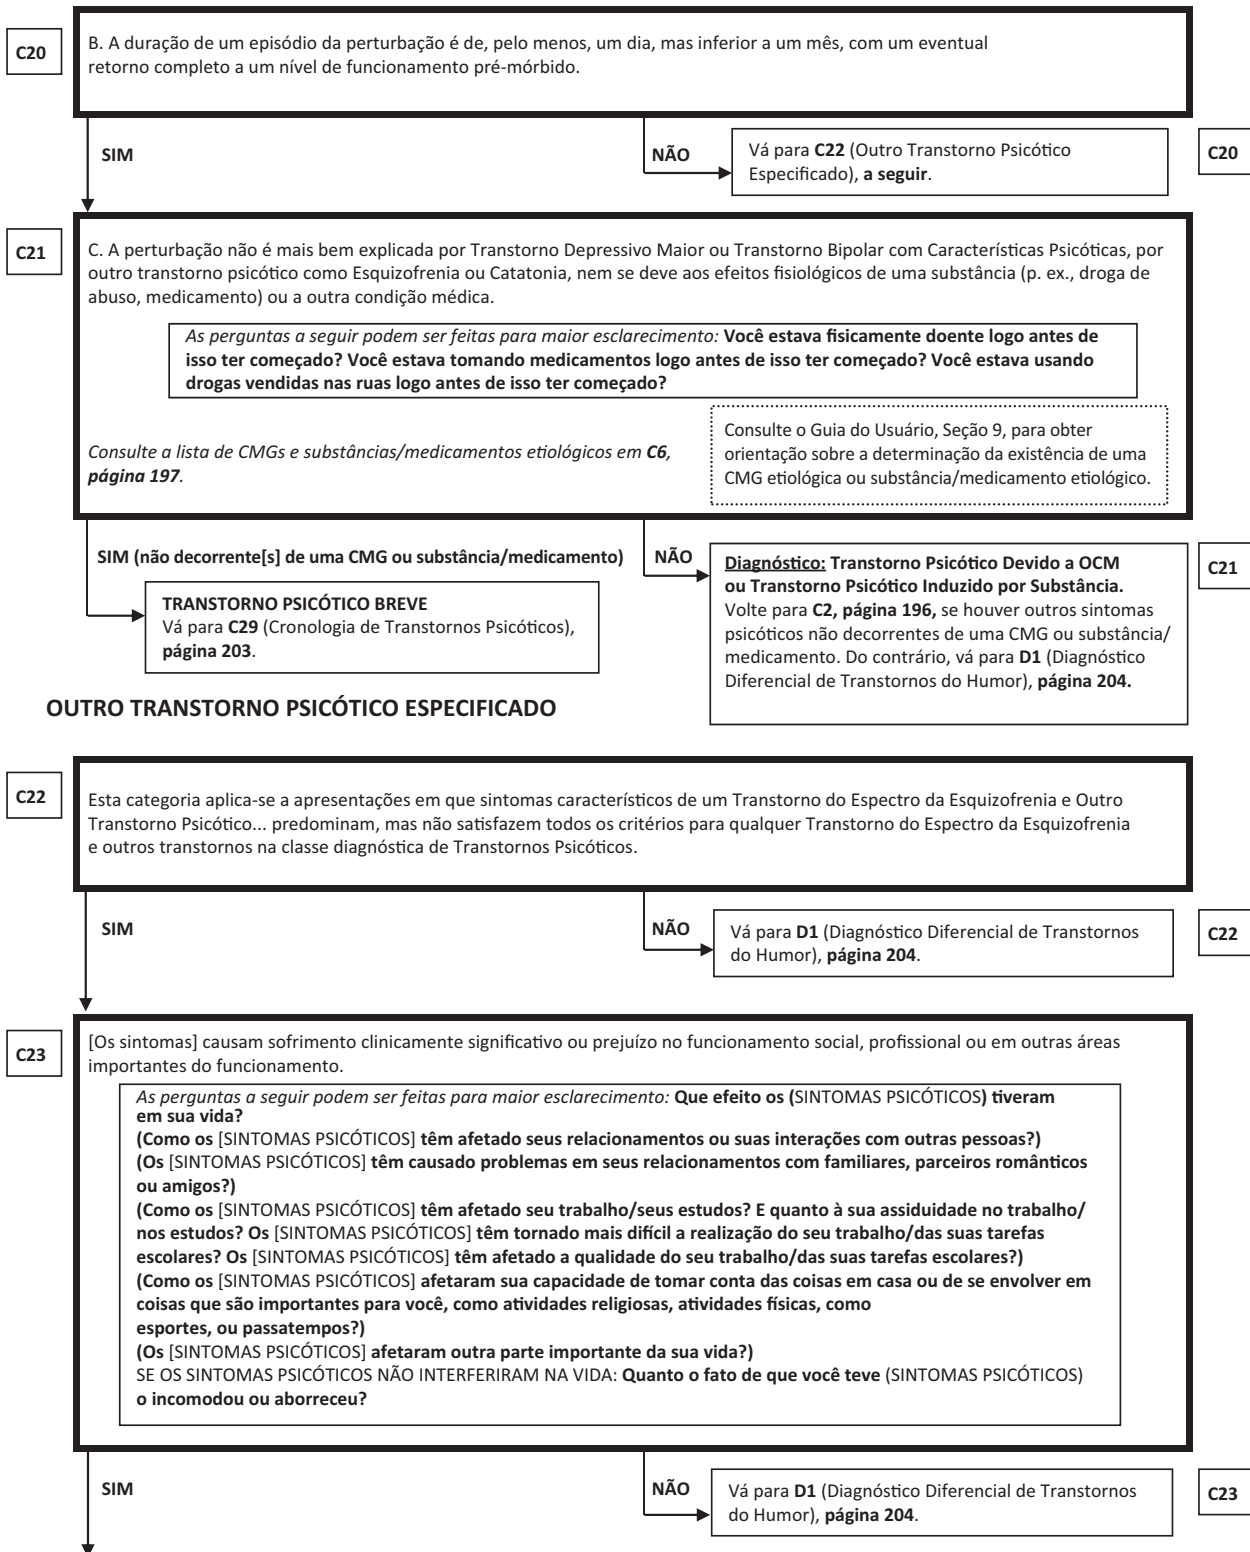 C20
B. A duração de um episódio da perturbação é de, pelo menos, um dia, mas inferior a um mês, com um eventual
retorno completo a um nível de funcionamento pré-mórbido.
SIM
NÃO
Vá para C22 (Outro Transtorno Psicótico
Especificado), a seguir.
C20
C21
C. A perturbação não é mais bem explicada por Transtorno Depressivo Maior ou Transtorno Bipolar com Características Psicóticas, por
outro transtorno psicótico como Esquizofrenia ou Catatonia, nem se deve aos efeitos fisiológicos de uma substância (p. ex., droga de
abuso, medicamento) ou a outra condição médica.
As perguntas a seguir podem ser feitas para maior esclarecimento: Você estava fisicamente doente logo antes de
isso ter começado? Você estava tomando medicamentos logo antes de isso ter começado? Você estava usando
drogas vendidas nas ruas logo antes de isso ter começado?
Consulte a lista de CMGs e substâncias/medicamentos etiológicos em C6,
página 197.
Consulte o Guia do Usuário, Seção 9, para obter
orientação sobre a determinação da existência de uma
CMG etiológica ou substância/medicamento etiológico.
SIM (não decorrente[s] de uma CMG ou substância/medicamento)
NÃO
TRANSTORNO PSICÓTICO BREVE
Vá para C29 (Cronologia de Transtornos Psicóticos),
página 203.
Diagnóstico: Transtorno Psicótico Devido a OCM
ou Transtorno Psicótico Induzido por Substância.
Volte para C2, página 196, se houver outros sintomas
psicóticos não decorrentes de uma CMG ou substância/
medicamento. Do contrário, vá para D1 (Diagnóstico
Diferencial de Transtornos do Humor), página 204.
C21
OUTRO TRANSTORNO PSICÓTICO ESPECIFICADO
C22
Esta categoria aplica-se a apresentações em que sintomas característicos de um Transtorno do Espectro da Esquizofrenia e Outro
Transtorno Psicótico... predominam, mas não satisfazem todos os critérios para qualquer Transtorno do Espectro da Esquizofrenia
e outros transtornos na classe diagnóstica de Transtornos Psicóticos.
SIM
NÃO
Vá para D1 (Diagnóstico Diferencial de Transtornos
do Humor), página 204.
C22
C23
[Os sintomas] causam sofrimento clinicamente significativo ou prejuízo no funcionamento social, profissional ou em outras áreas
importantes do funcionamento.
As perguntas a seguir podem ser feitas para maior esclarecimento: Que efeito os (SINTOMAS PSICÓTICOS) tiveram
em sua vida?
(Como os [SINTOMAS PSICÓTICOS] têm afetado seus relacionamentos ou suas interações com outras pessoas?)
(Os [SINTOMAS PSICÓTICOS] têm causado problemas em seus relacionamentos com familiares, parceiros românticos
ou amigos?)
(Como os [SINTOMAS PSICÓTICOS] têm afetado seu trabalho/seus estudos? E quanto à sua assiduidade no trabalho/
nos estudos? Os [SINTOMAS PSICÓTICOS] têm tornado mais difícil a realização do seu trabalho/das suas tarefas
escolares? Os [SINTOMAS PSICÓTICOS] têm afetado a qualidade do seu trabalho/das suas tarefas escolares?)
(Como os [SINTOMAS PSICÓTICOS] afetaram sua capacidade de tomar conta das coisas em casa ou de se envolver em
coisas que são importantes para você, como atividades religiosas, atividades físicas, como
esportes, ou passatempos?)
(Os [SINTOMAS PSICÓTICOS] afetaram outra parte importante da sua vida?)
SE OS SINTOMAS PSICÓTICOS NÃO INTERFERIRAM NA VIDA: Quanto o fato de que você teve (SINTOMAS PSICÓTICOS)
o incomodou ou aborreceu?
SIM
NÃO
Vá para D1 (Diagnóstico Diferencial de Transtornos
do Humor), página 204.
C23